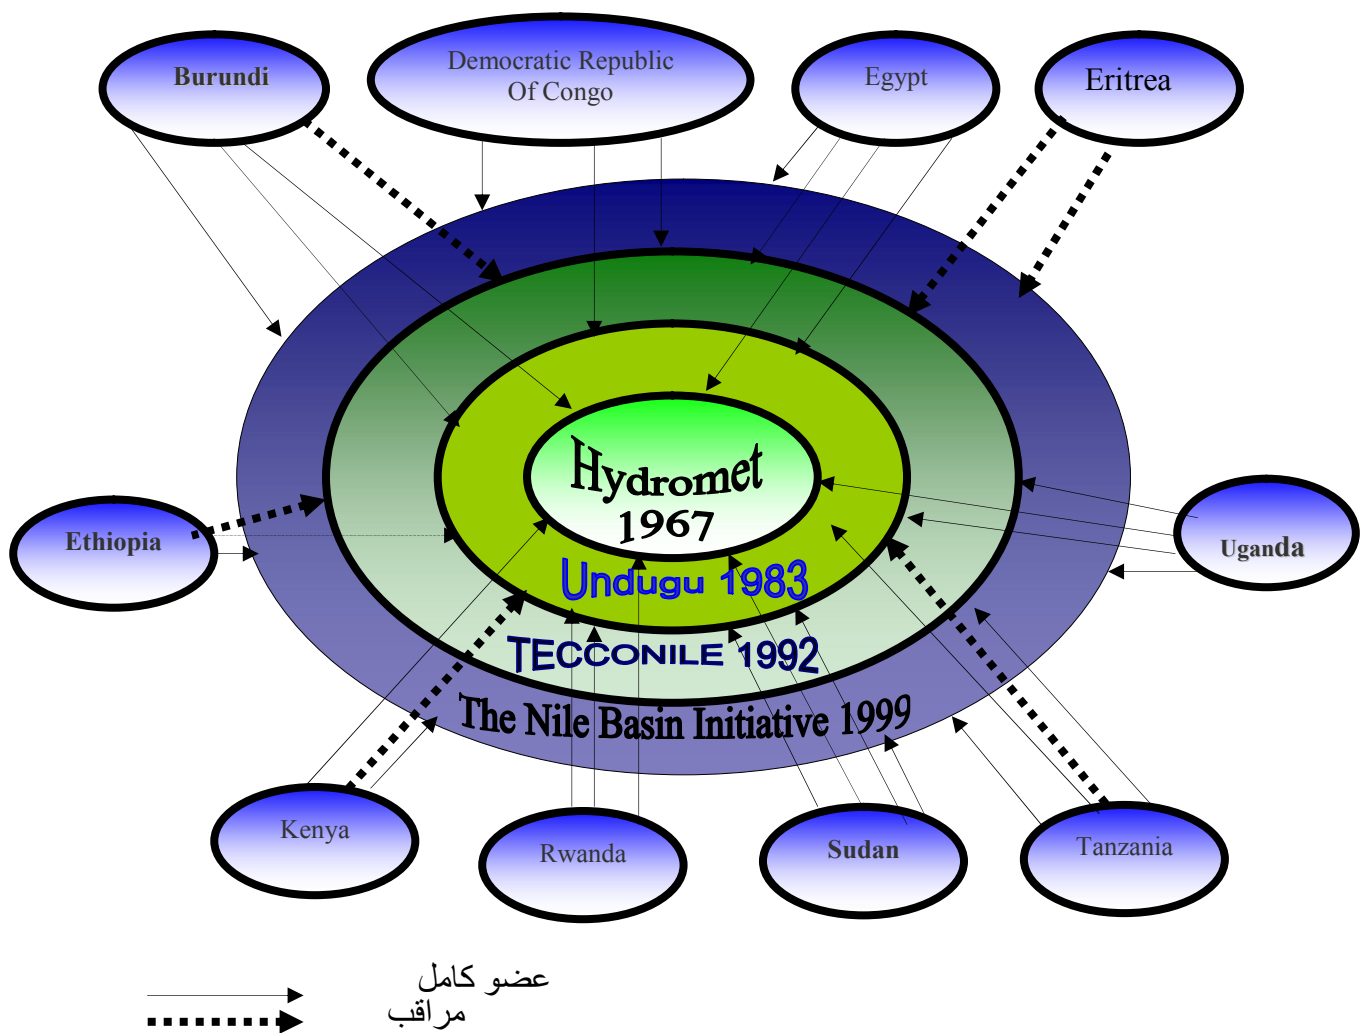 Burundi
Democratic Republic
Of Congo
Egypt
Eritrea
Hydromet
1967
Undugu 1983
TECCONILE 1992
The Nile Basin Initiative 1999
Ethiopia
Uganda
Kenya
Rwanda
Sudan
Tanzania
عضو كامل
مراقب